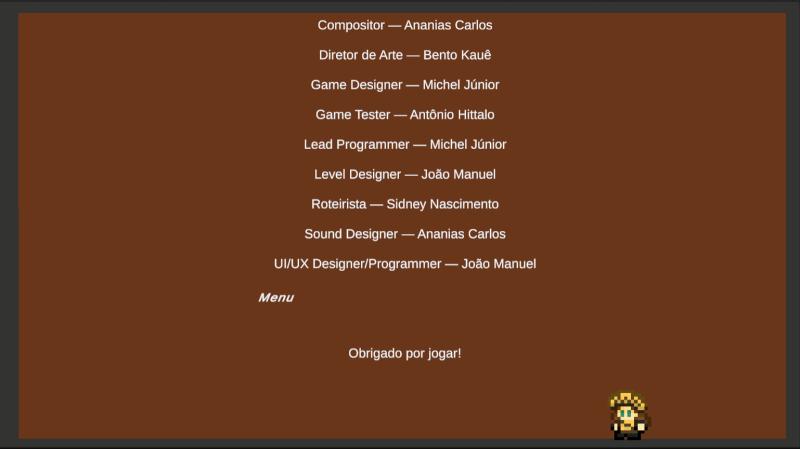 Compositor — Ananias Carlos
Diretor de Arte — Bento Kauê
Game Designer — Michel Júnior
Game Tester — Antônio Hittalo
Lead Programmer — Michel Júnior
Level Designer — João Manuel
Roteirista — Sidney Nascimento
Sound Designer — Ananias Carlos
UI/UX Designer/Programmer — João Manuel
Menu
Obrigado por jogar!